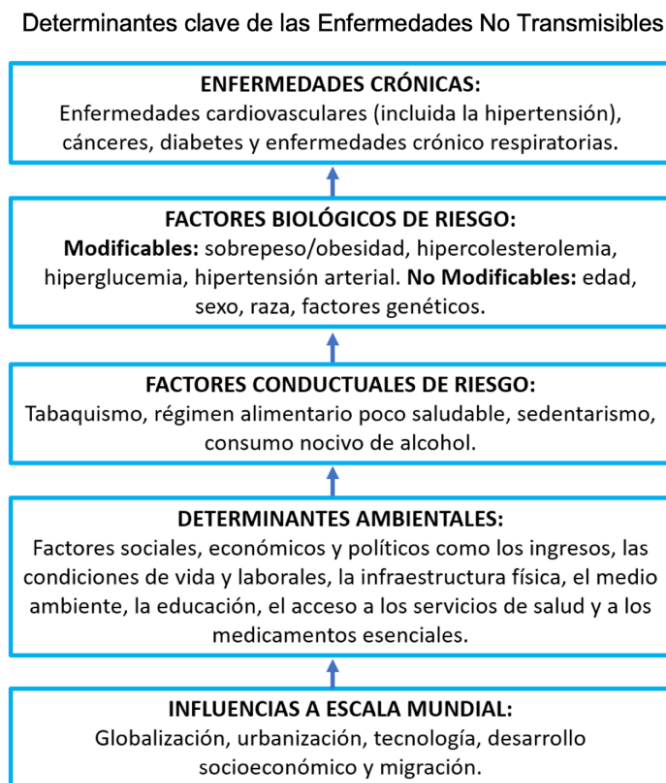 Determinantes clave de las Enfermedades No Transmisibles
ENFERMEDADES CRÓNICAS:
Enfermedades cardiovasculares (incluida la hipertensión),
cánceres, diabetes y enfermedades crónico respiratorias.
FACTORES BIOLÓGICOS DE RIESGO:
Modificables: sobrepeso/obesidad, hipercolesterolemia,
hiperglucemia, hipertensión arterial. No Modificables: edad,
sexo, raza, factores genéticos.
FACTORES CONDUCTUALES DE RIESGO:
Tabaquismo, régimen alimentario poco saludable, sedentarismo,
consumo nocivo de alcohol.
DETERMINANTES AMBIENTALES:
Factores sociales, económicos y políticos como los ingresos, las
condiciones de vida y laborales, la infraestructura física, el medio
ambiente, la educación, el acceso a los servicios de salud y a los
medicamentos esenciales.
INFLUENCIAS A ESCALA MUNDIAL:
Globalización, urbanización, tecnología, desarrollo
socioeconómico y migración.